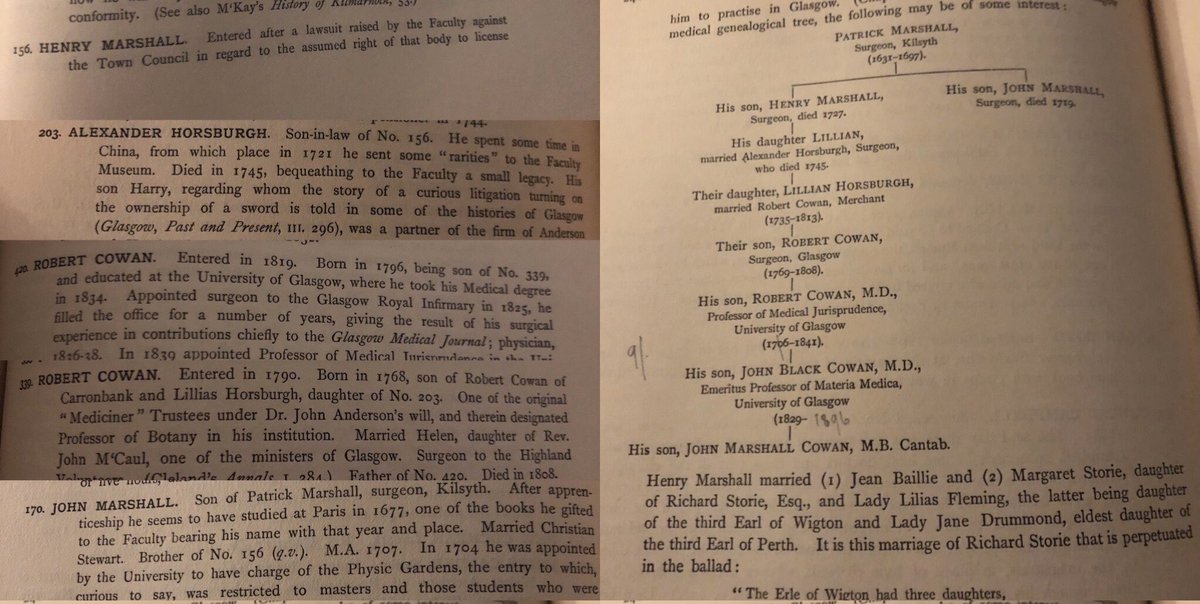 conformity. (See also M'Kay's History of Kilmarnock, 53.)
156. HENRY MARSHALL. Entered after a lawsuit raised by the Faculty against
the Town Council in regard to the assumed right of that body to license
1744.
203. ALEXANDER HORSBURGH. Son-in-law of No. 156. He spent some time in
China, from which place in 1721 he sent some "rarities" to the Faculty
Museum. Died in 1745, bequeathing to the Faculty a small legacy. His
son Harry, regarding whom the story of a curious litigation turning on
the ownership of a sword is told in some of the histories of Glasgow
(Glasgow, Past and Present, III. 296), was a partner of the firm of Anderson
420. ROBERT COWAN. Entered in 1819. Born in 1796, being son of No. 339,
and educated at the University of Glasgow, where he took his Medical degree
in 1834. Appointed surgeon to the Glasgow Royal Infirmary in 1825, he
filled the office for a number of years, giving the result of his surgical
experience in contributions chiefly to the Glasgow Medical Journal; physician,
1826-28. In 1839 appointed Professor of Medical Jurisprudence in the Uni-
339. ROBERT COWAN. Entered in 1790. Born in 1768, son of Robert Cowan of
Carronbank and Lillias Horsburgh, daughter of No. 203. One of the original
"Mediciner" Trustees under Dr. John Anderson's will, and therein designated
Professor of Botany in his institution. Married Helen, daughter of Rev.
John M'Caul, one of the ministers of Glasgow. Surgeon to the Highland
Cleland's Annals I. 284.) Father of No. 420. Died in 1808.
170. JOHN MARSHALL. Son of Patrick Marshall, surgeon, Kilsyth. After appren-
ticeship he seems to have studied at Paris in 1677, one of the books he gifted
to the Faculty bearing his name with that year and place. Married Christian
Stewart. Brother of No. 156 (q.v.). M.A. 1707. In 1704 he was appointed
by the University to have charge of the Physic Gardens, the entry to which,
curious to say, was restricted to masters and those students who were
him to practise in Glasgow.
medical genealogical tree, the following may be of some interest:
PATRICK MARSHALL,
Surgeon, Kilsyth
(1631-1697).
His son, HENRY MARSHALL,
Surgeon, died 1727.
His son, JOHN MARSHALL,
Surgeon, died 1719.
His daughter LILLIAN,
married Alexander Horsburgh, Surgeon,
who died 1745.
Their daughter, LILLIAN HORSBURGH,
married Robert Cowan, Merchant
(1735-1813).
Their son, ROBERT COWAN,
Surgeon, Glasgow
(1769-1808).
His son, ROBERT COWAN, M.D.,
Professor of Medical Jurisprudence,
University of Glasgow
(1796-1841).
9/
His son, JOHN BLACK COWAN, M.D.,
Emeritus Professor of Materia Medica,
University of Glasgow
(1829- 1896
His son, JOHN MARSHALL COWAN, M.B. Cantab.
Henry Marshall married (1) Jean Baillie and (2) Margaret Storie, daughter
of Richard Storie, Esq., and Lady Lilias Fleming, the latter being daughter
of the third Earl of Wigton and Lady Jane Drummond, eldest daughter of
the third Earl of Perth. It is this marriage of Richard Storie that is perpetuated
in the ballad:
"The Erle of Wigton had three daughters,